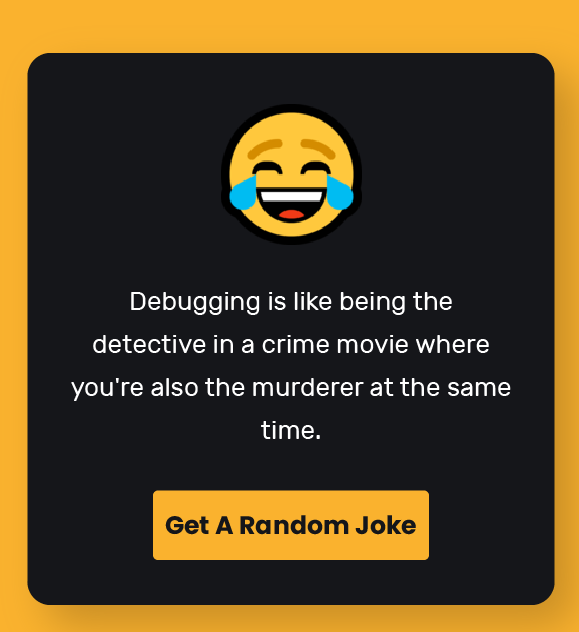 Debugging is like being the
detective in a crime movie where
you're also the murderer at the same
time.
Get A Random Joke